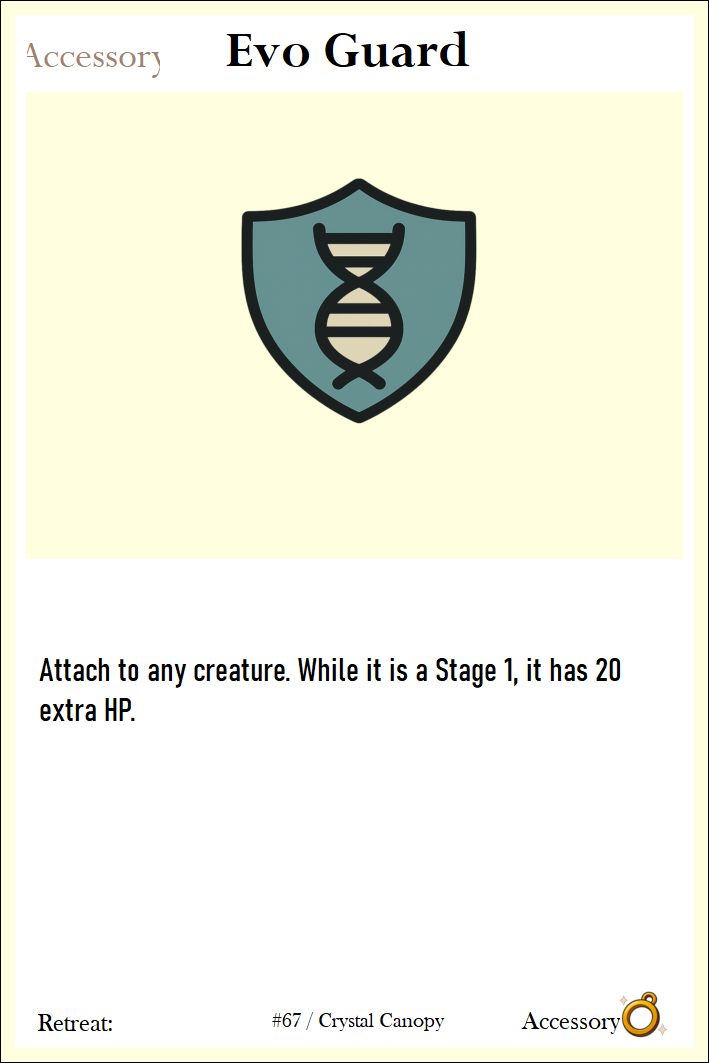 Accessory
Evo Guard
Attach to any creature. While it is a Stage 1, it has 20
extra HP.
Retreat:
#67 / Crystal Canopy
Accessory